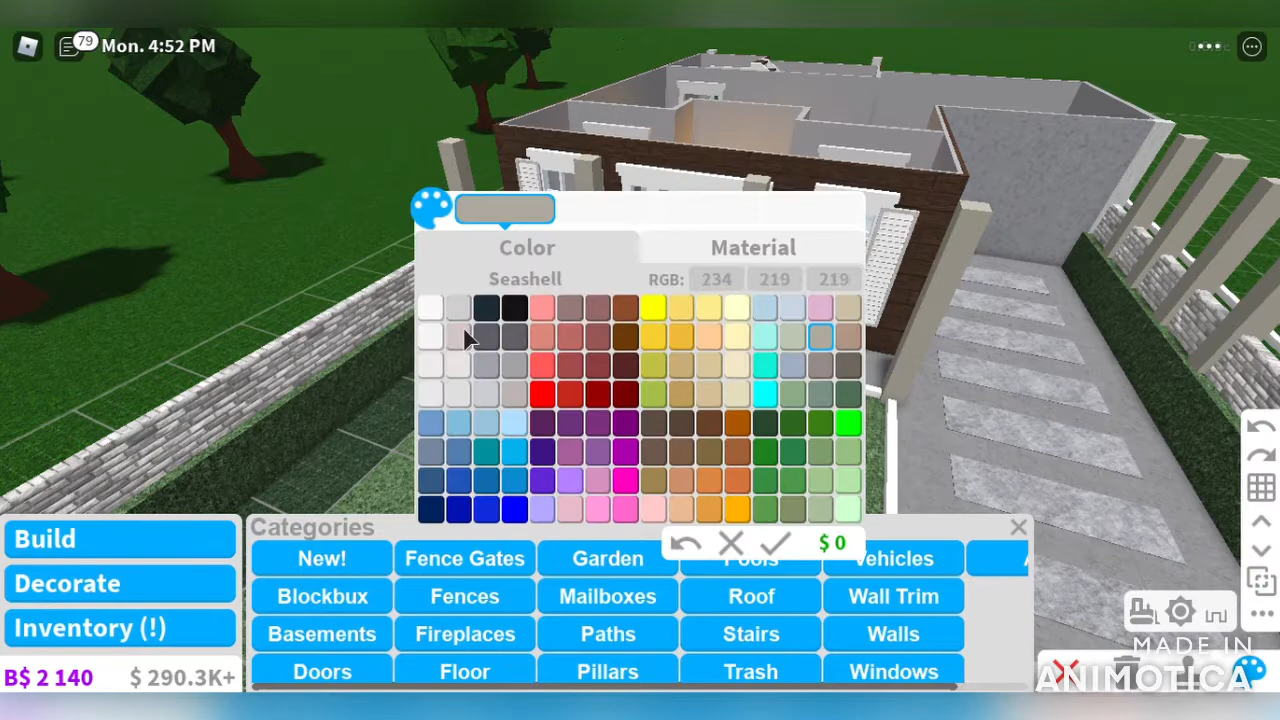 79 Mon. 4:52 PM
Color
Material
Seashell
RGB: 234 219 219
$ 0
Build
Decorate
Inventory (!)
B$ 2 140
$ 290.3K+
Categories
New!
Fence Gates
Garden
Pools
Vehicles
Blockbux
Fences
Mailboxes
Roof
Wall Trim
Basements
Fireplaces
Paths
Stairs
Walls
Doors
Floor
Pillars
Trash
Windows
MADE IN
ANIMOTICA